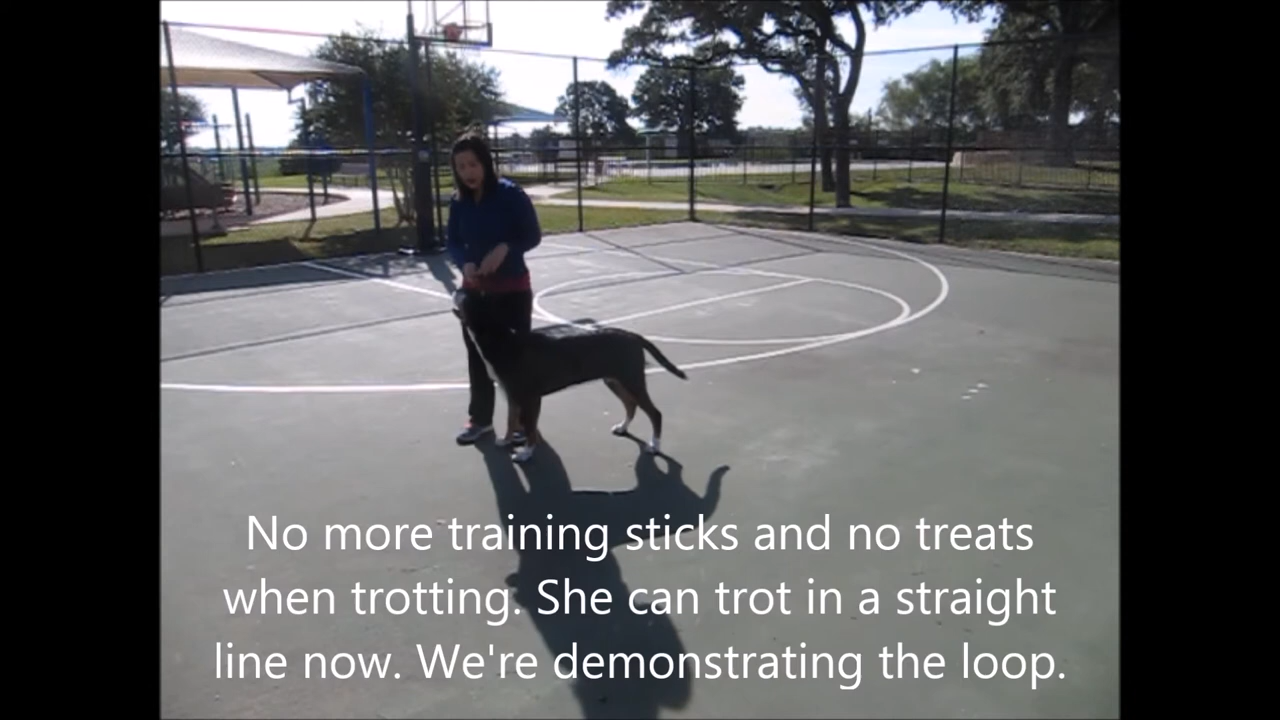 No more training sticks and no treats
when trotting. She can trot in a straight
line now. We're demonstrating the loop.